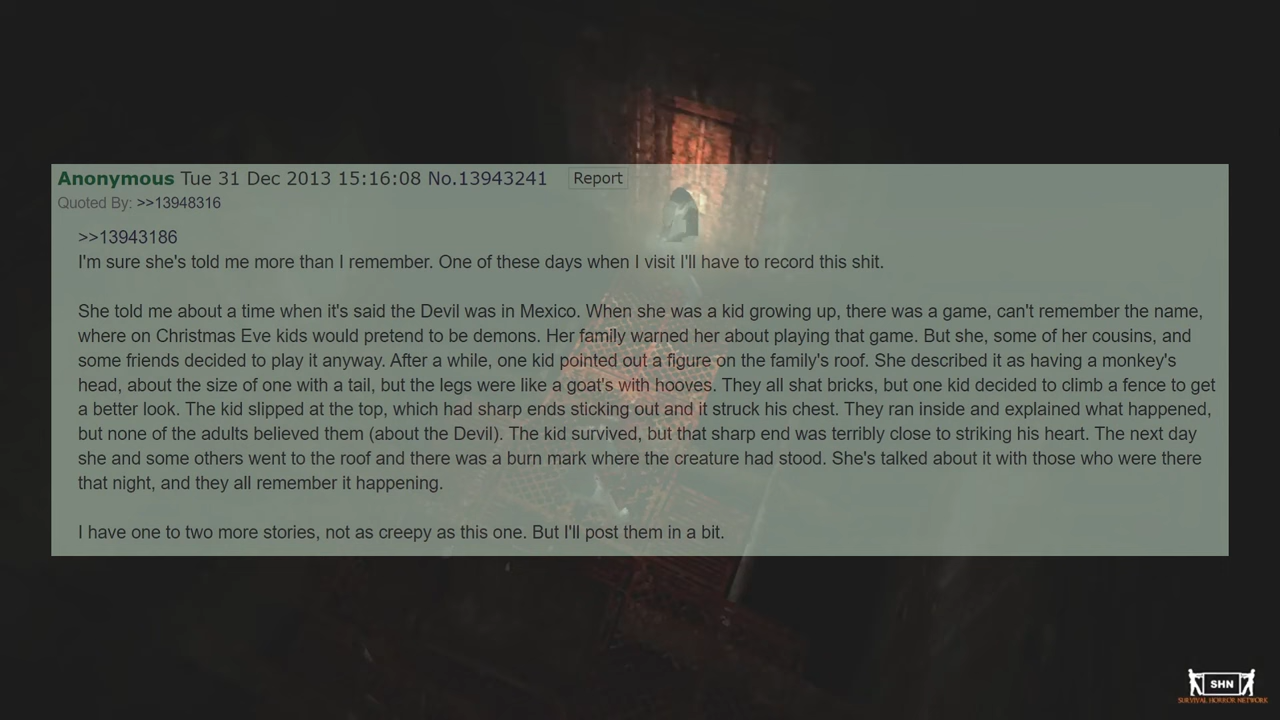 Anonymous Tue 31 Dec 2013 15:16:08 No.13943241 Report
Quoted By: >>13948316
>>13943186
I'm sure she's told me more than I remember. One of these days when I visit I'll have to record this shit.
She told me about a time when it's said the Devil was in Mexico. When she was a kid growing up, there was a game, can't remember the name,
where on Christmas Eve kids would pretend to be demons. Her family warned her about playing that game. But she, some of her cousins, and
some friends decided to play it anyway. After a while, one kid pointed out a figure on the family's roof. She described it as having a monkey's
head, about the size of one with a tail, but the legs were like a goat's with hooves. They all shat bricks, but one kid decided to climb a fence to get
a better look. The kid slipped at the top, which had sharp ends sticking out and it struck his chest. They ran inside and explained what happened,
but none of the adults believed them (about the Devil). The kid survived, but that sharp end was terribly close to striking his heart. The next day
she and some others went to the roof and there was a burn mark where the creature had stood. She's talked about it with those who were there
that night, and they all remember it happening.
I have one to two more stories, not as creepy as this one. But I'll post them in a bit.
SHN
SURVIVAL HORROR NETWORK